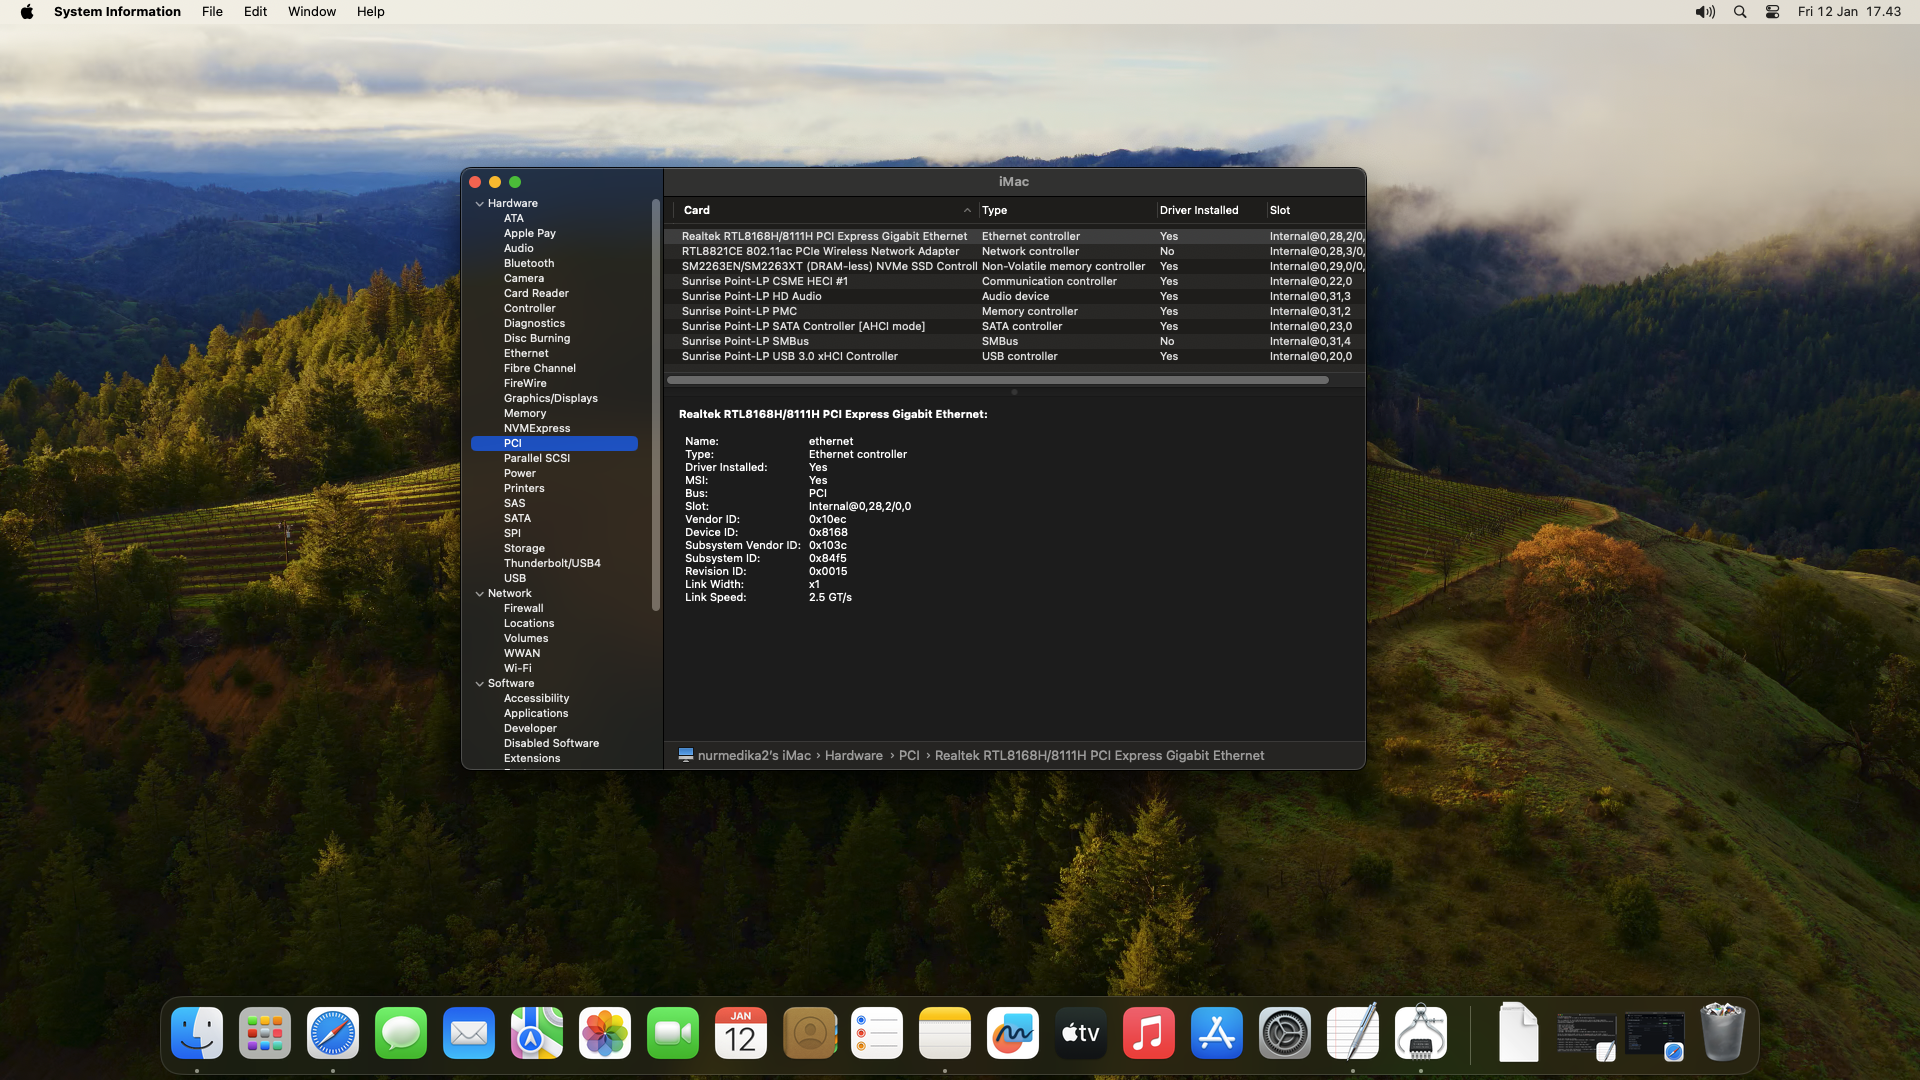 System Information File Edit Window Help Fri 12 Jan 17.43
iMac
Hardware
ATA
Apple Pay
Audio
Bluetooth
Camera
Card Reader
Controller
Diagnostics
Disc Burning
Ethernet
Fibre Channel
FireWire
Graphics/Displays
Memory
NVMExpress
PCI
Parallel SCSI
Power
Printers
SAS
SATA
SPI
Storage
Thunderbolt/USB4
USB
Network
Firewall
Locations
Volumes
WWAN
Wi-Fi
Software
Accessibility
Applications
Developer
Disabled Software
Extensions
Card Type Driver Installed Slot
Realtek RTL8168H/8111H PCI Express Gigabit Ethernet Ethernet controller Yes Internal@0,28,2/0,
RTL8821CE 802.11ac PCIe Wireless Network Adapter Network controller No Internal@0,28,3/0,
SM2263EN/SM2263XT (DRAM-less) NVMe SSD Controll Non-Volatile memory controller Yes Internal@0,29,0/0,
Sunrise Point-LP CSME HECI #1 Communication controller Yes Internal@0,22,0
Sunrise Point-LP HD Audio Audio device Yes Internal@0,31,3
Sunrise Point-LP PMC Memory controller Yes Internal@0,31,2
Sunrise Point-LP SATA Controller [AHCI mode] SATA controller Yes Internal@0,23,0
Sunrise Point-LP SMBus SMBus No Internal@0,31,4
Sunrise Point-LP USB 3.0 xHCI Controller USB controller Yes Internal@0,20,0
Realtek RTL8168H/8111H PCI Express Gigabit Ethernet:
Name: ethernet
Type: Ethernet controller
Driver Installed: Yes
MSI: Yes
Bus: PCI
Slot: Internal@0,28,2/0,0
Vendor ID: 0x10ec
Device ID: 0x8168
Subsystem Vendor ID: 0x103c
Subsystem ID: 0x84f5
Revision ID: 0x0015
Link Width: x1
Link Speed: 2.5 GT/s
nurmedika2's iMac › Hardware › PCI › Realtek RTL8168H/8111H PCI Express Gigabit Ethernet
JAN
12
tv